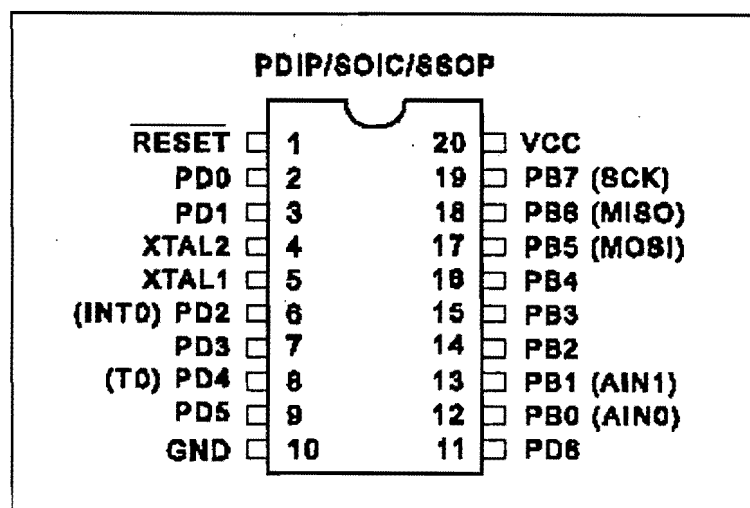 PDIP/SOIC/SSOP
RESET 1 20 VCC
PD0 2 19 PB7 (SCK)
PD1 3 18 PB6 (MISO)
XTAL2 4 17 PB5 (MOSI)
XTAL1 5 16 PB4
(INT0) PD2 6 15 PB3
PD3 7 14 PB2
(T0) PD4 8 13 PB1 (AIN1)
PD5 9 12 PB0 (AIN0)
GND 10 11 PD6